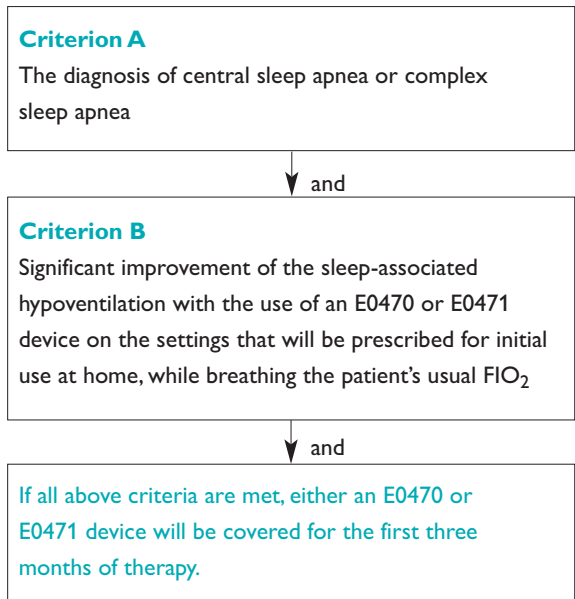 Criterion A
The diagnosis of central sleep apnea or complex
sleep apnea
and
Criterion B
Significant improvement of the sleep-associated
hypoventilation with the use of an E0470 or E0471
device on the settings that will be prescribed for initial
use at home, while breathing the patient’s usual FIO₂
and
If all above criteria are met, either an E0470 or
E0471 device will be covered for the first three
months of therapy.